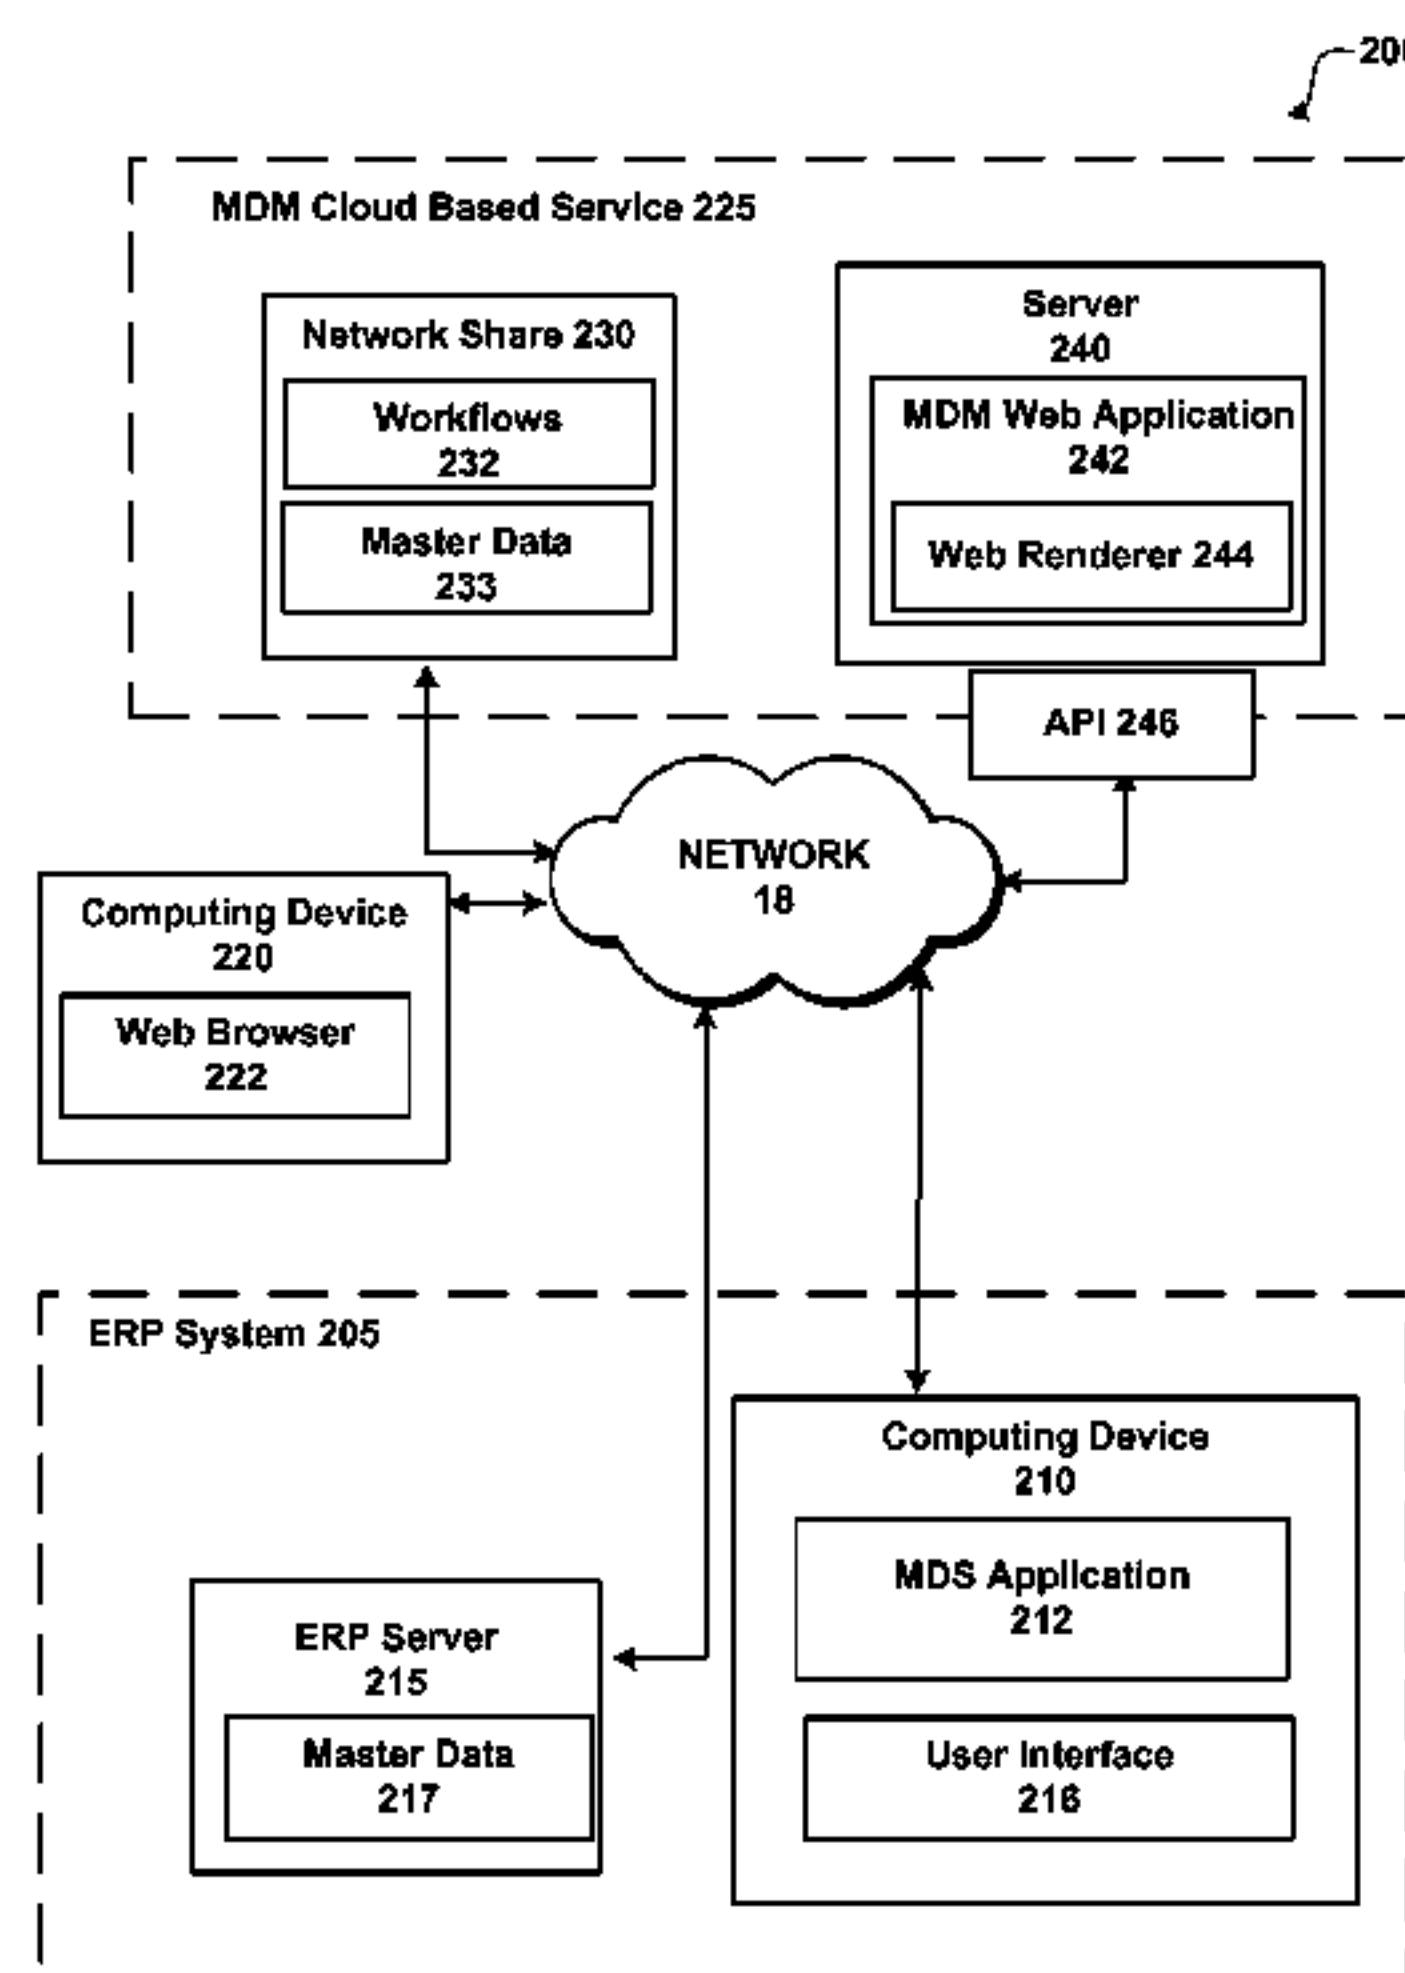 200
MDM Cloud Based Service 225
Network Share 230
Workflows
232
Master Data
233
Server
240
MDM Web Application
242
Web Renderer 244
API 246
NETWORK
18
Computing Device
220
Web Browser
222
ERP System 205
Computing Device
210
MDS Application
212
User Interface
216
ERP Server
215
Master Data
217